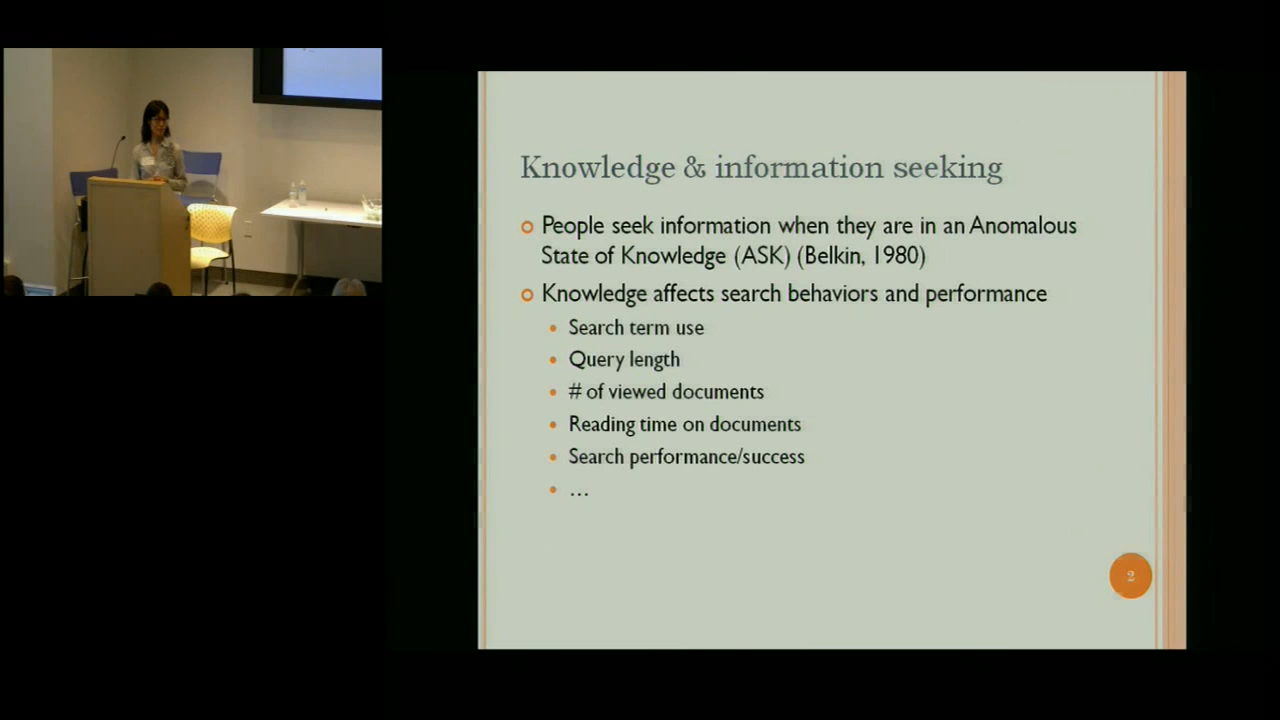 Knowledge & information seeking
People seek information when they are in an Anomalous
State of Knowledge (ASK) (Belkin, 1980)
Knowledge affects search behaviors and performance
Search term use
Query length
# of viewed documents
Reading time on documents
Search performance/success
…
2